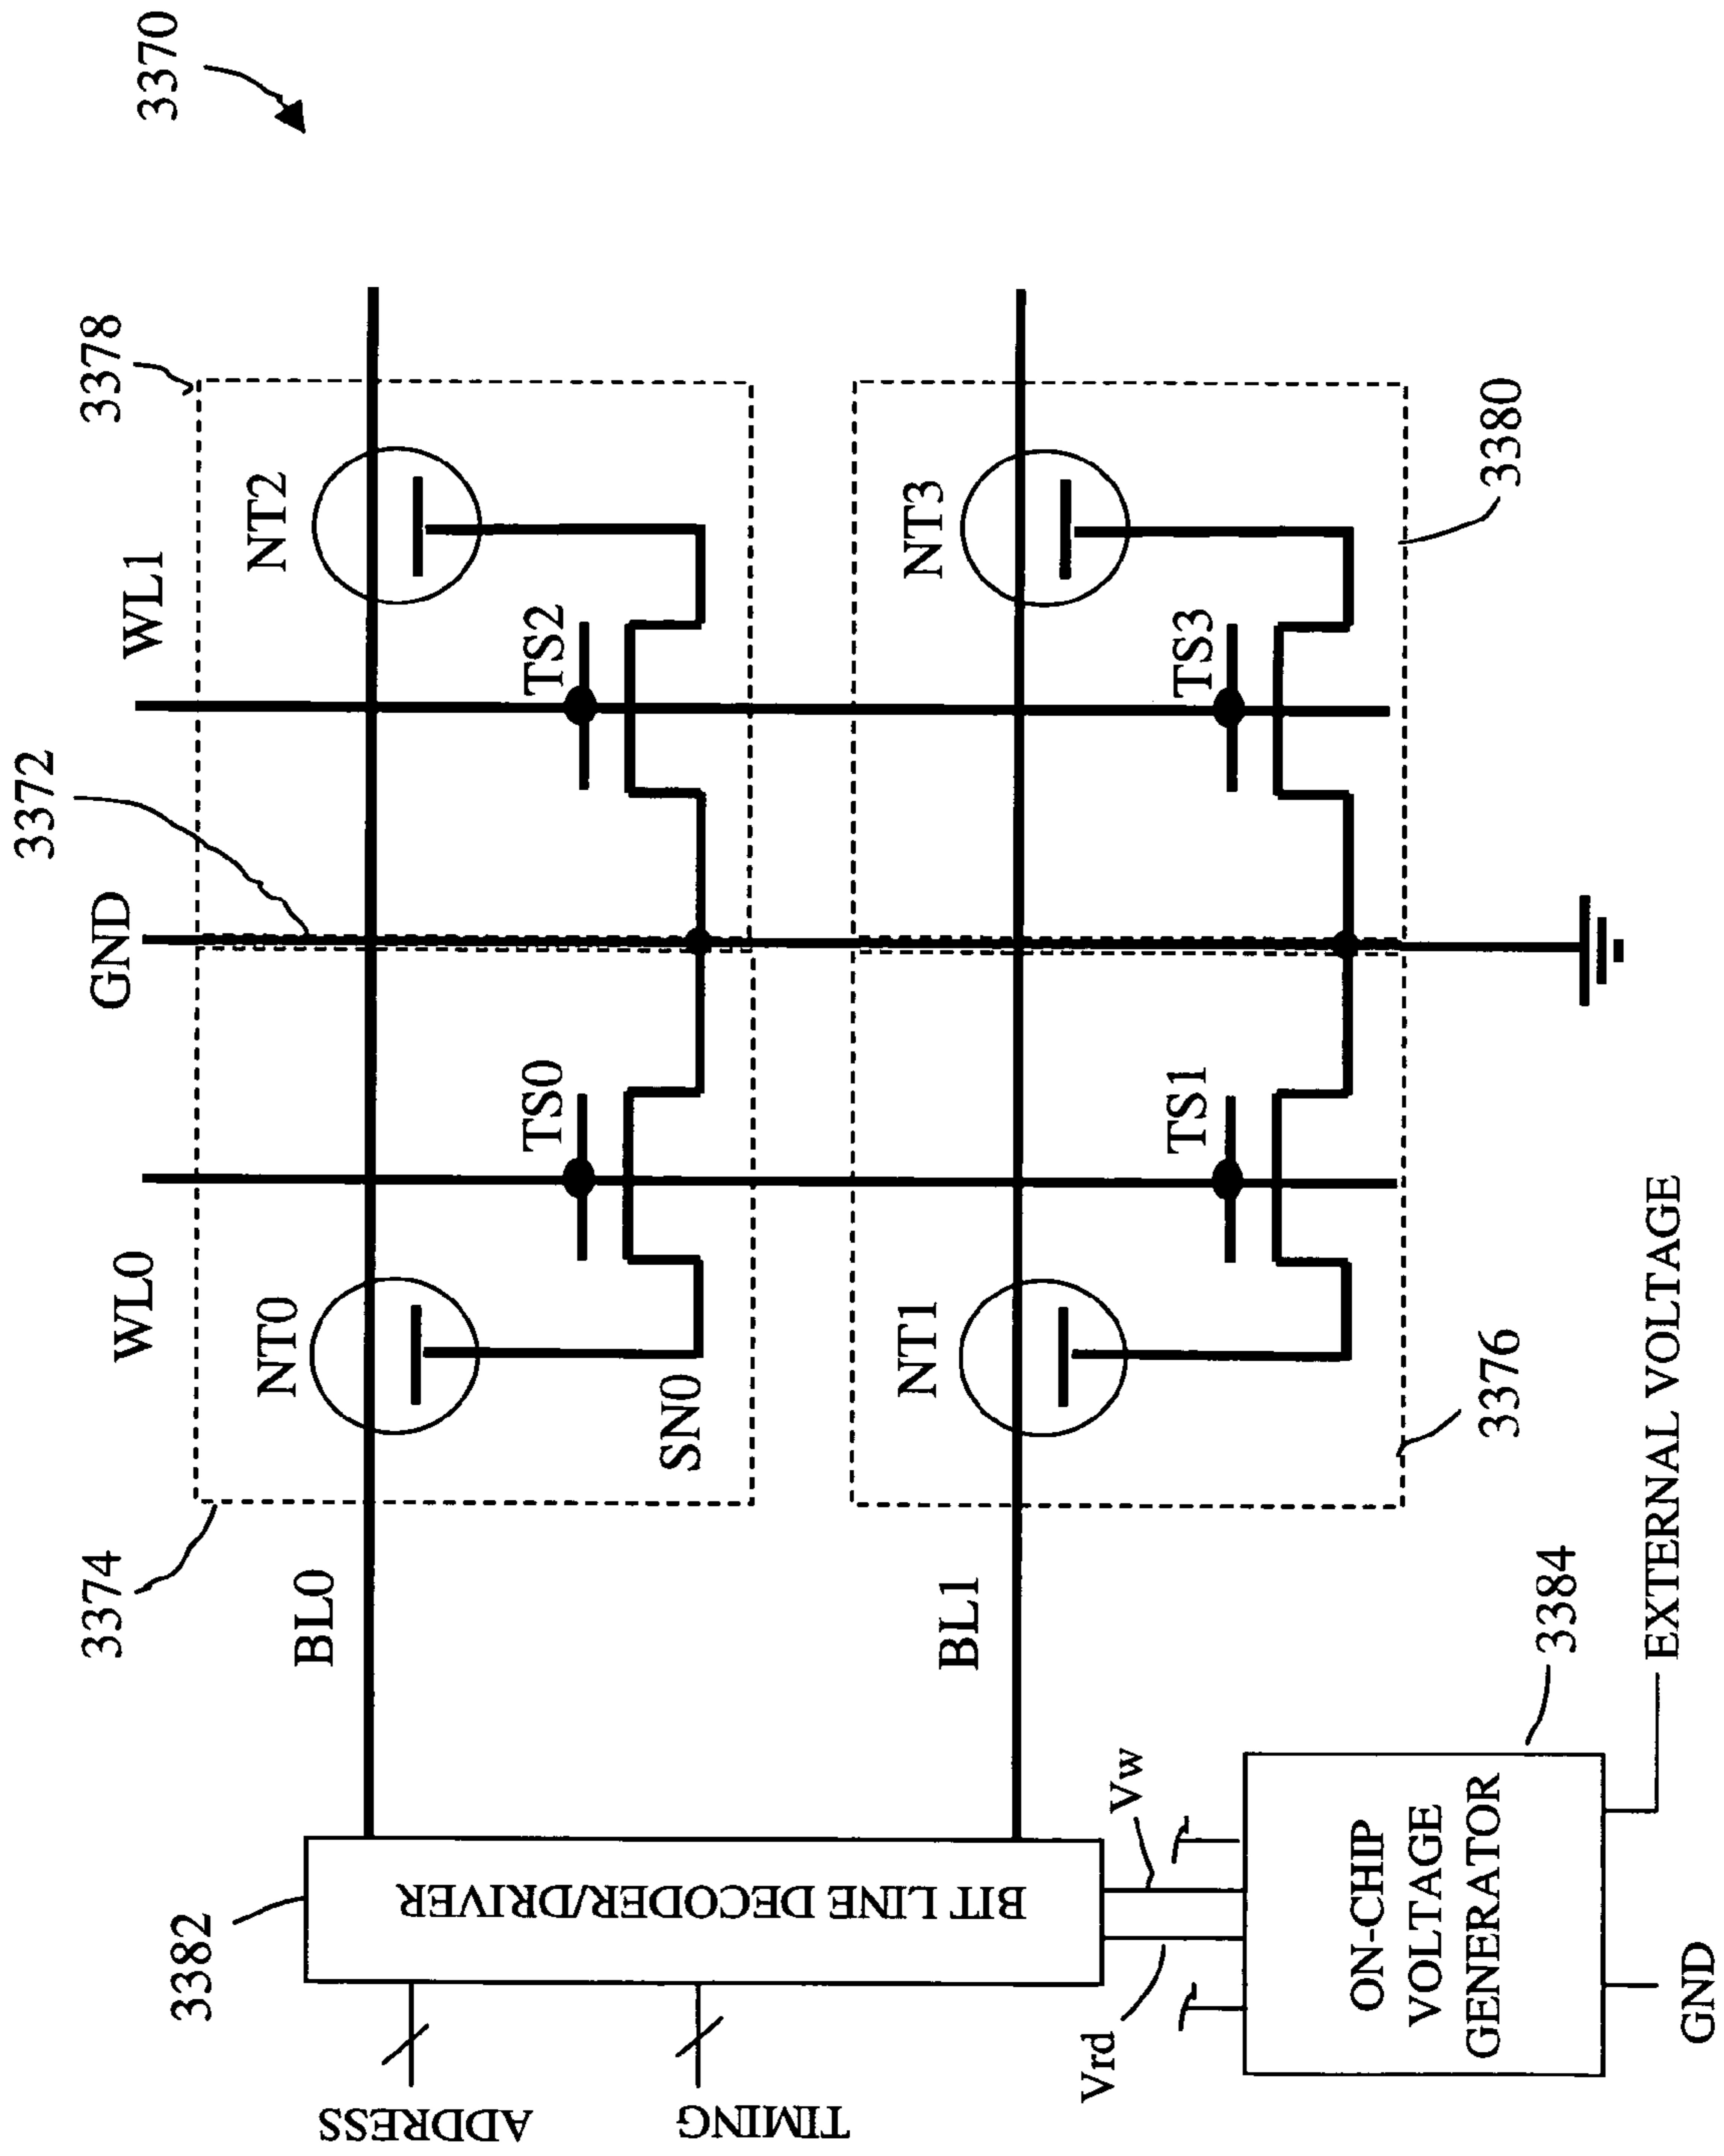 3370
3378
3372
WL1
GND
WL0
NT2
TS2
TS0
NT0
SN0
3374
BL0
NT3
TS3
TS1
NT1
3380
3376
BL1
3382
BIT LINE DECODER/DRIVER
ADDRESS
TIMING
Vw
Vrd
ON-CHIP
VOLTAGE
GENERATOR
3384
EXTERNAL VOLTAGE
GND